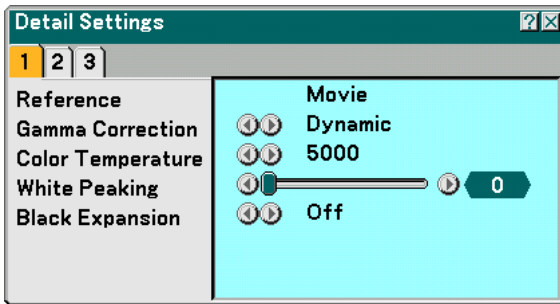 Detail Settings
1 2 3
Reference Movie
Gamma Correction Dynamic
Color Temperature 5000
White Peaking 0
Black Expansion Off